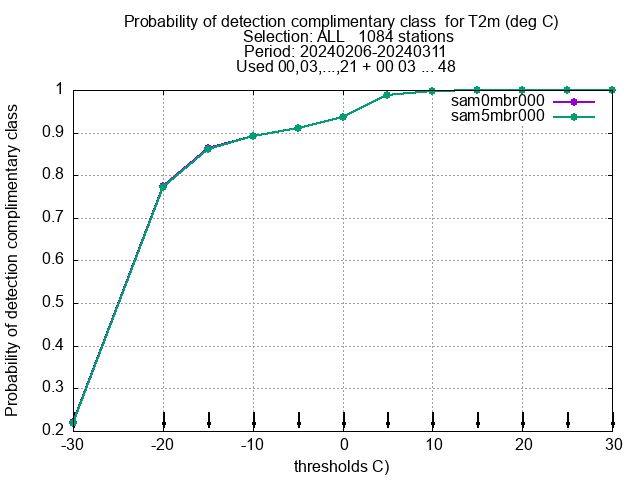 Probability of detection complimentary class  for T2m (deg C)
Selection: ALL   1084 stations
Period: 20240206-20240311
Used 00,03,...,21 + 00 03 ... 48
sam0mbr000
sam5mbr000
Probability of detection complimentary class
1
0.9
0.8
0.7
0.6
0.5
0.4
0.3
0.2
-30
-20
-10
0
10
20
30
thresholds C)